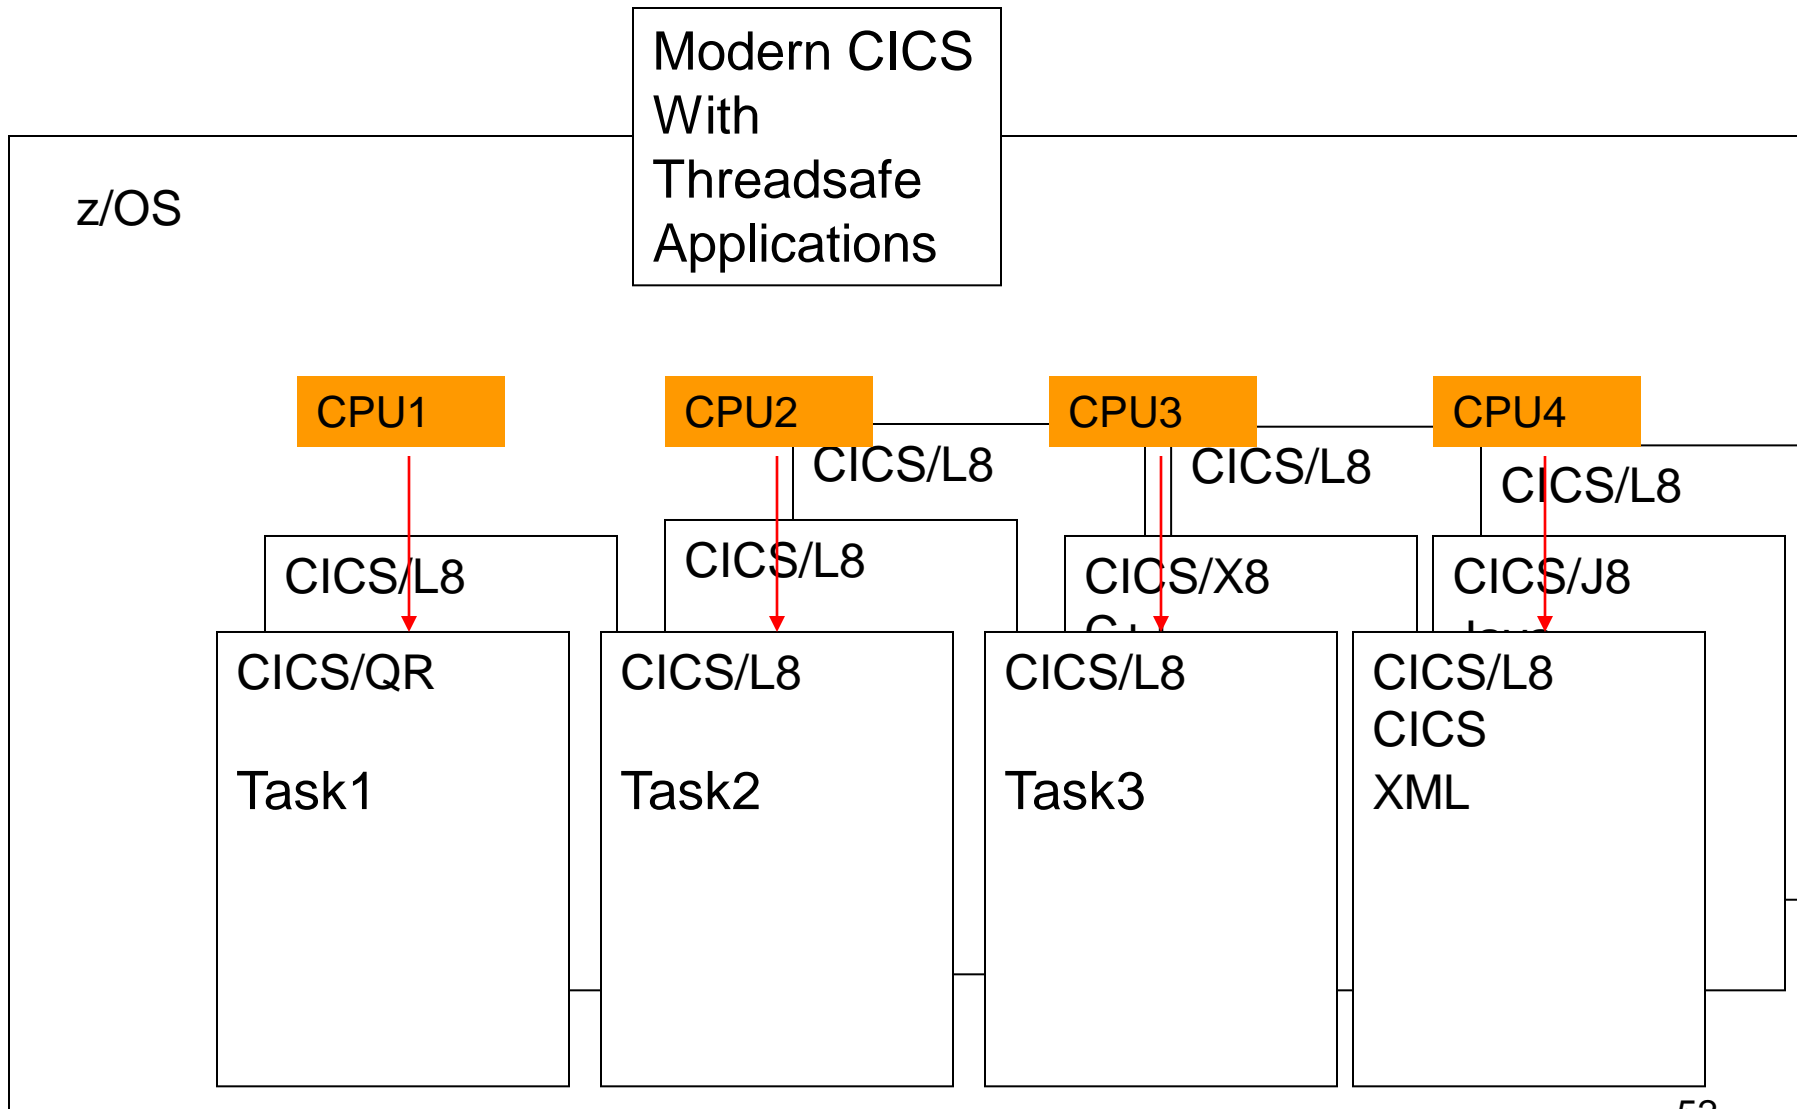 Modern CICS
With
Threadsafe
Applications
z/OS
CPU1
CPU2
CPU3
CPU4
CICS/L8
CICS/L8
CICS/L8
CICS/L8
CICS/L8
CICS/X8
CICS/J8
CICS/QR
Task1
CICS/L8
Task2
CICS/L8
Task3
CICS/L8
CICS
XML